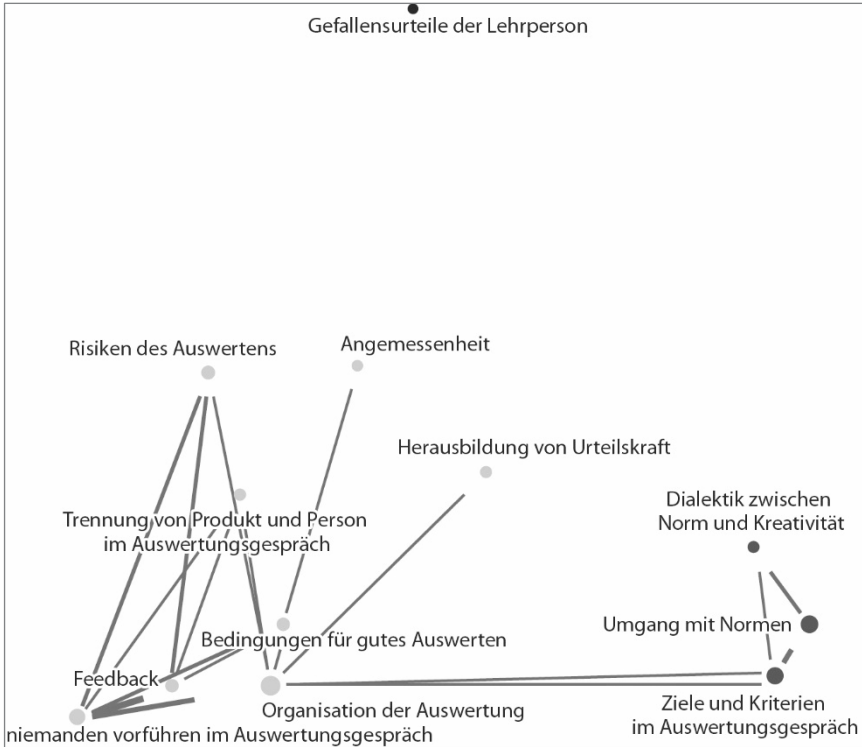 Gefallensurteile der Lehrperson
Risiken des Auswertens
Angemessenheit
Herausbildung von Urteilskraft
Dialektik zwischen
Norm und Kreativität
Trennung von Produkt und Person
im Auswertungsgespräch
Bedingungen für gutes Auswerten
Umgang mit Normen
Feedback
Organisation der Auswertung
Ziele und Kriterien
im Auswertungsgespräch
niemanden vorführen im Auswertungsgespräch